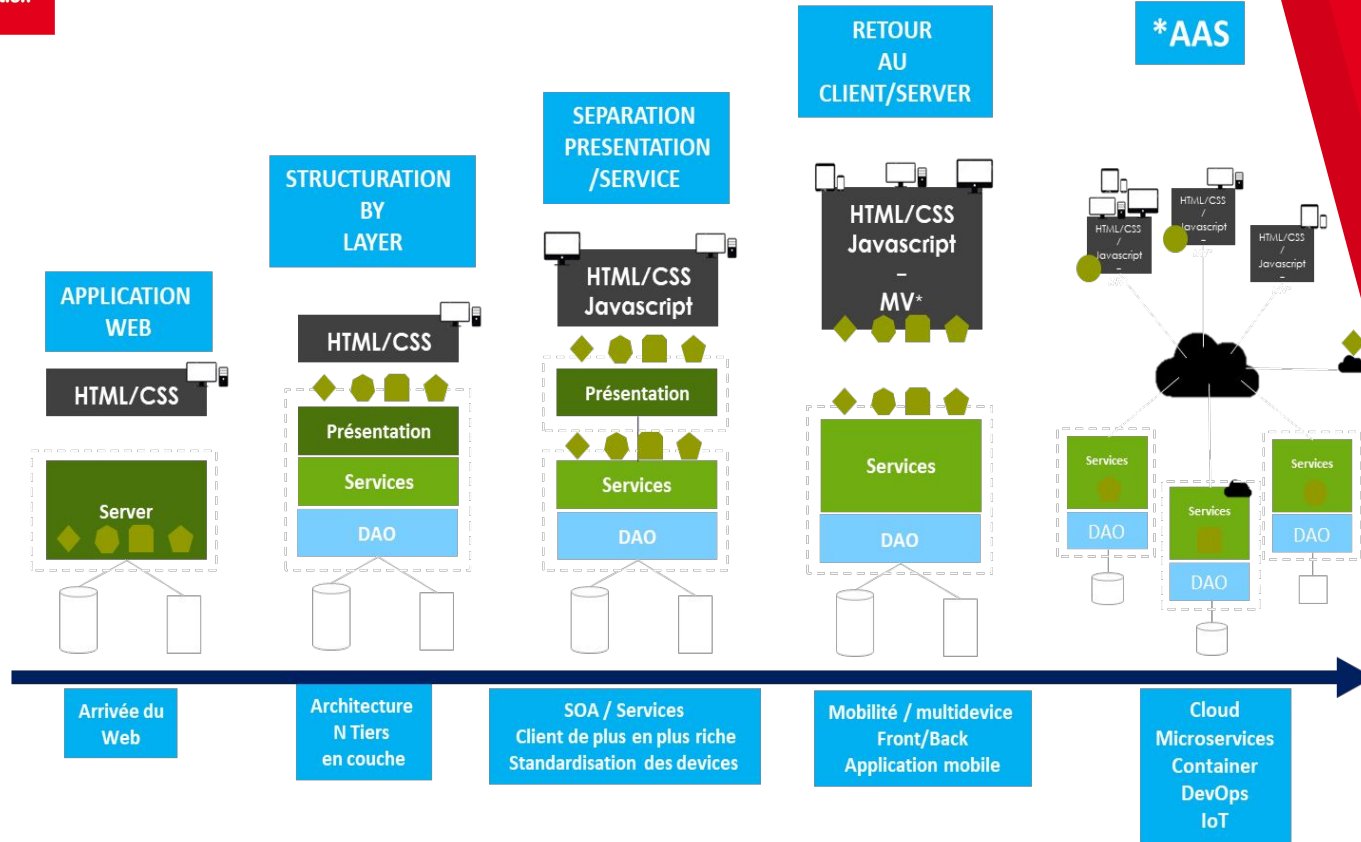 *AAS
RETOUR
AU
CLIENT/SERVER
SEPARATION
PRESENTATION
/SERVICE
STRUCTURATION
BY
LAYER
APPLICATION
WEB
HTML/CSS
Server
HTML/CSS
Présentation
Services
DAO
HTML/CSS
Javascript
Présentation
Services
DAO
HTML/CSS
Javascript
–
MV*
Services
DAO
HTML/CSS
/
Javascript
–
HTML/CSS
/
Javascript
–
HTML/CSS
/
Javascript
–
Services
DAO
Services
DAO
Services
DAO
Arrivée du
Web
Architecture
N Tiers
en couche
SOA / Services
Client de plus en plus riche
Standardisation des devices
Mobilité / multidevice
Front/Back
Application mobile
Cloud
Microservices
Container
DevOps
IoT